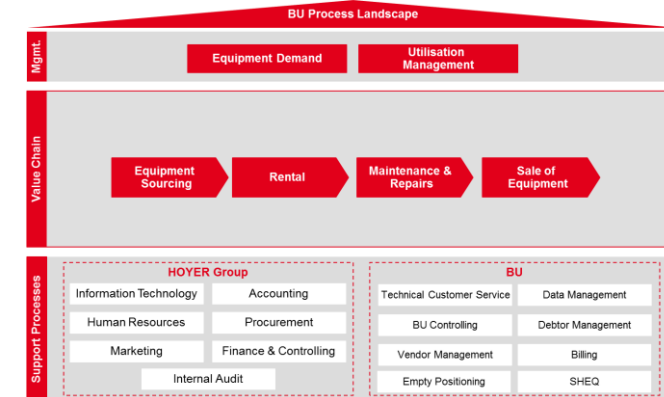 BU Process Landscape
Mgmt.
Equipment Demand
Utilisation
Management
Value Chain
Equipment
Sourcing
Rental
Maintenance &
Repairs
Sale of
Equipment
Support Processes
HOYER Group
Information Technology
Accounting
Human Resources
Procurement
Marketing
Finance & Controlling
Internal Audit
BU
Technical Customer Service
Data Management
BU Controlling
Debtor Management
Vendor Management
Billing
Empty Positioning
SHEQ